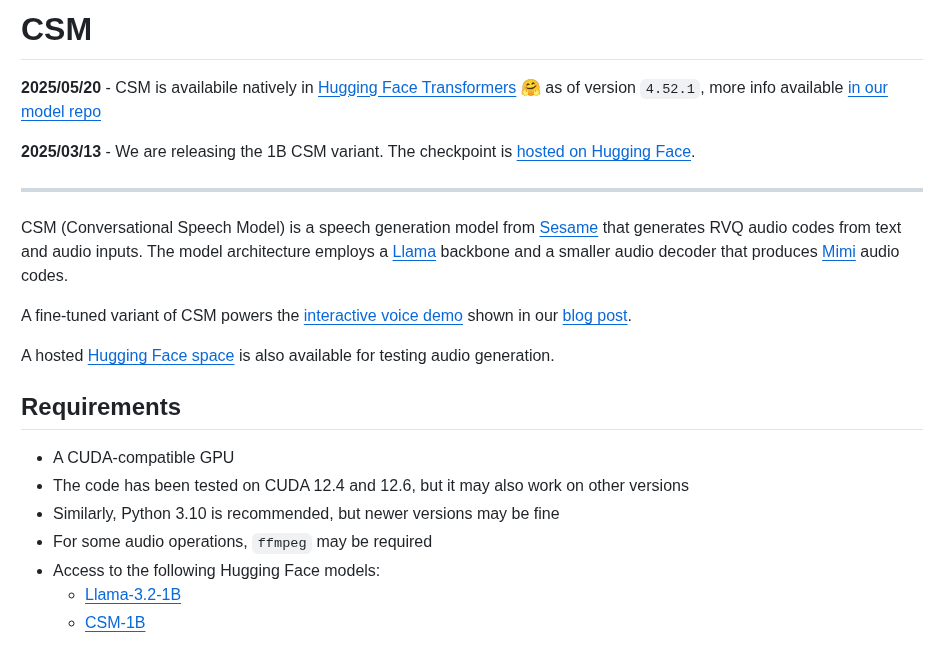 CSM
2025/05/20 - CSM is availabile natively in Hugging Face Transformers 🤗 as of version 4.52.1, more info available in our
model repo
2025/03/13 - We are releasing the 1B CSM variant. The checkpoint is hosted on Hugging Face.
CSM (Conversational Speech Model) is a speech generation model from Sesame that generates RVQ audio codes from text
and audio inputs. The model architecture employs a Llama backbone and a smaller audio decoder that produces Mimi audio
codes.
A fine-tuned variant of CSM powers the interactive voice demo shown in our blog post.
A hosted Hugging Face space is also available for testing audio generation.
Requirements
• A CUDA-compatible GPU
• The code has been tested on CUDA 12.4 and 12.6, but it may also work on other versions
• Similarly, Python 3.10 is recommended, but newer versions may be fine
• For some audio operations, ffmpeg may be required
• Access to the following Hugging Face models:
◦ Llama-3.2-1B
◦ CSM-1B